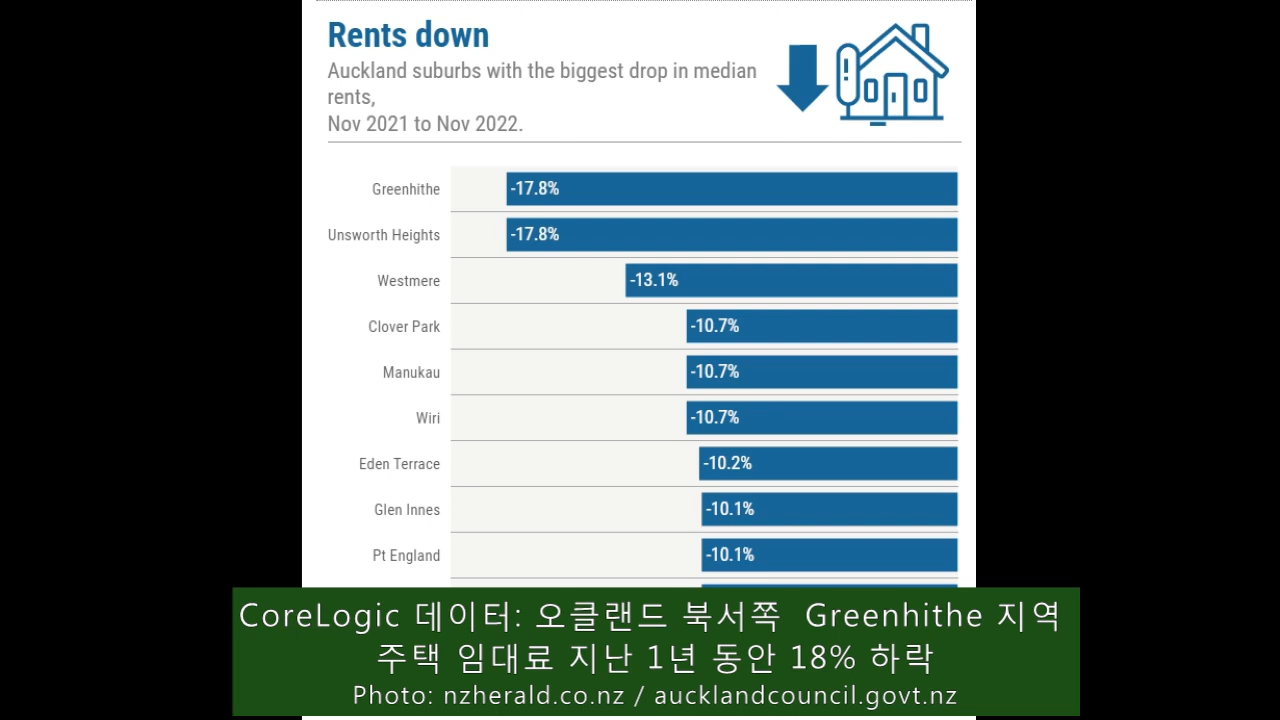 Rents down
Auckland suburbs with the biggest drop in median
rents,
Nov 2021 to Nov 2022.
Greenhithe -17.8%
Unsworth Heights -17.8%
Westmere -13.1%
Clover Park -10.7%
Manukau -10.7%
Wiri -10.7%
Eden Terrace -10.2%
Glen Innes -10.1%
Pt England -10.1%
CoreLogic 데이터: 오클랜드 북서쪽 Greenhithe 지역
주택 임대료 지난 1년 동안 18% 하락
Photo: nzherald.co.nz / aucklandcouncil.govt.nz